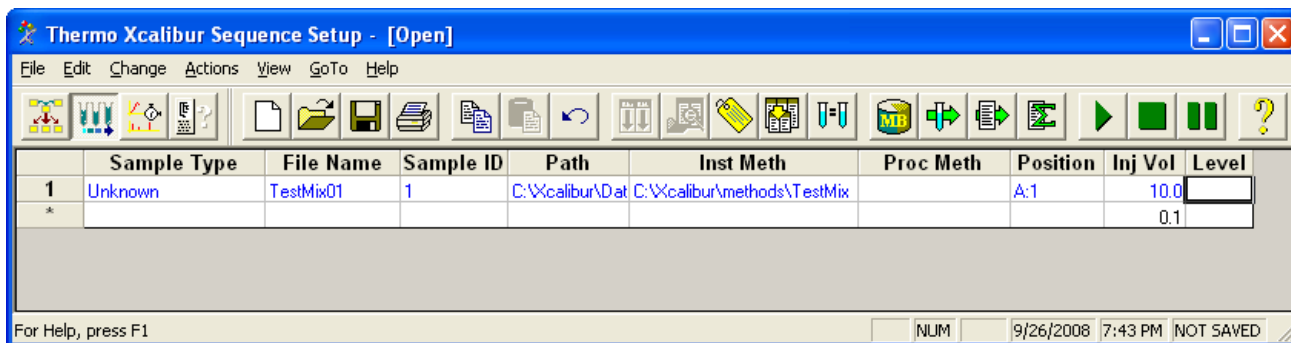 Thermo Xcalibur Sequence Setup - [Open]
File Edit Change Actions View GoTo Help
MB
Sample Type File Name Sample ID Path Inst Meth Proc Meth Position Inj Vol Level
1 Unknown TestMix01 1 C:\Xcalibur\Dat C:\Xcalibur\methods\TestMix A:1 10.0
* 0.1
For Help, press F1 NUM 9/26/2008 7:43 PM NOT SAVED